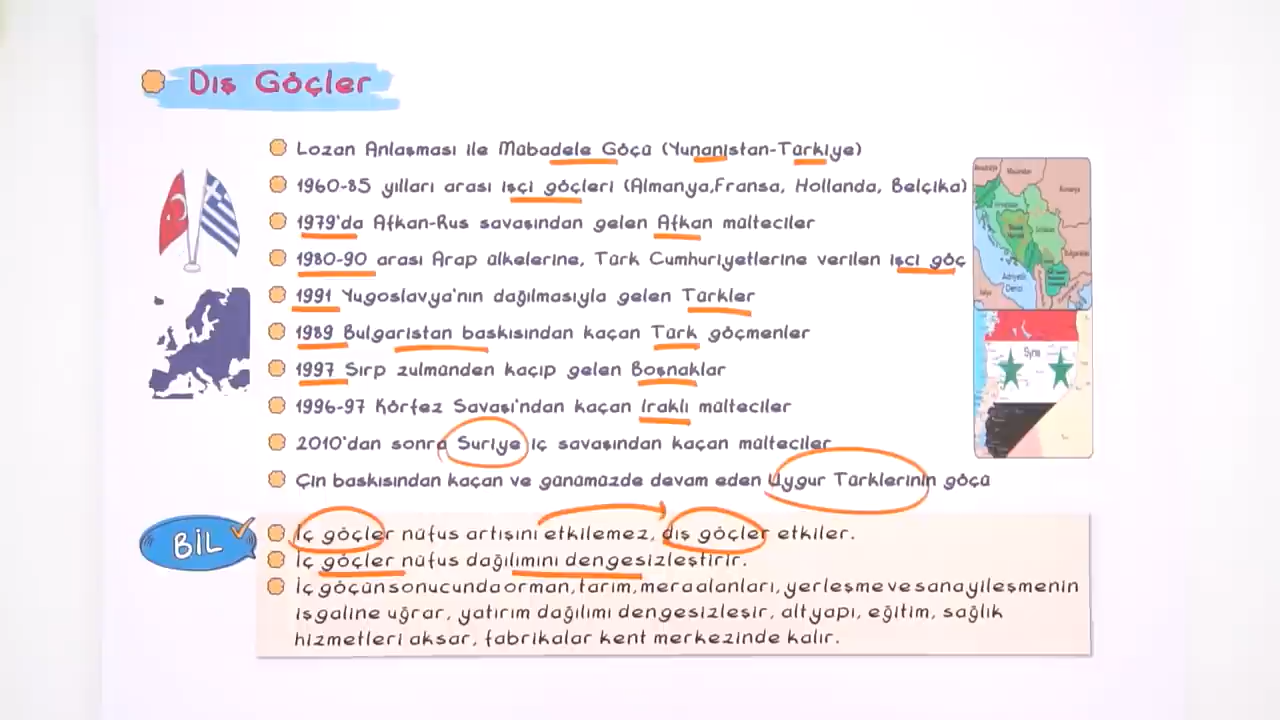 Dış Göçler
Lozan Anlaşması ile Mübadele Göçü (Yunanistan-Türkiye)
1960-85 yılları arası işçi göçleri (Almanya,Fransa, Hollanda, Belçika)
1979'da Afkan-Rus savaşından gelen Afkan mülteciler
1980-90 arası Arap ülkelerine, Türk Cumhuriyetlerine verilen işci göç
1991 Yugoslavya'nın dağılmasıyla gelen Türkler
1989 Bulgaristan baskısından kaçan Türk göçmenler
1997 Sırp zulmünden kaçıp gelen Boşnaklar
1996-97 Körfez Savaşı'ndan kaçan Iraklı mülteciler
2010'dan sonra Suriye iç savaşından kaçan mülteciler
Çin baskısından kaçan ve günümüzde devam eden Uygur Türklerinin göçü
Macaristan
Romanya
Adriyatik
Denizi
İtalya
Syria
BİL
İç göçler nüfus artışını etkilemez, dış göçler etkiler.
İç göçler nüfus dağılımını dengesizleştirir.
İç göçün sonucunda orman, tarım, mera alanları, yerleşme ve sanayileşmenin
işgaline uğrar, yatırım dağılımı dengesizleşir, altyapı, eğitim, sağlık
hizmetleri aksar, fabrikalar kent merkezinde kalır.